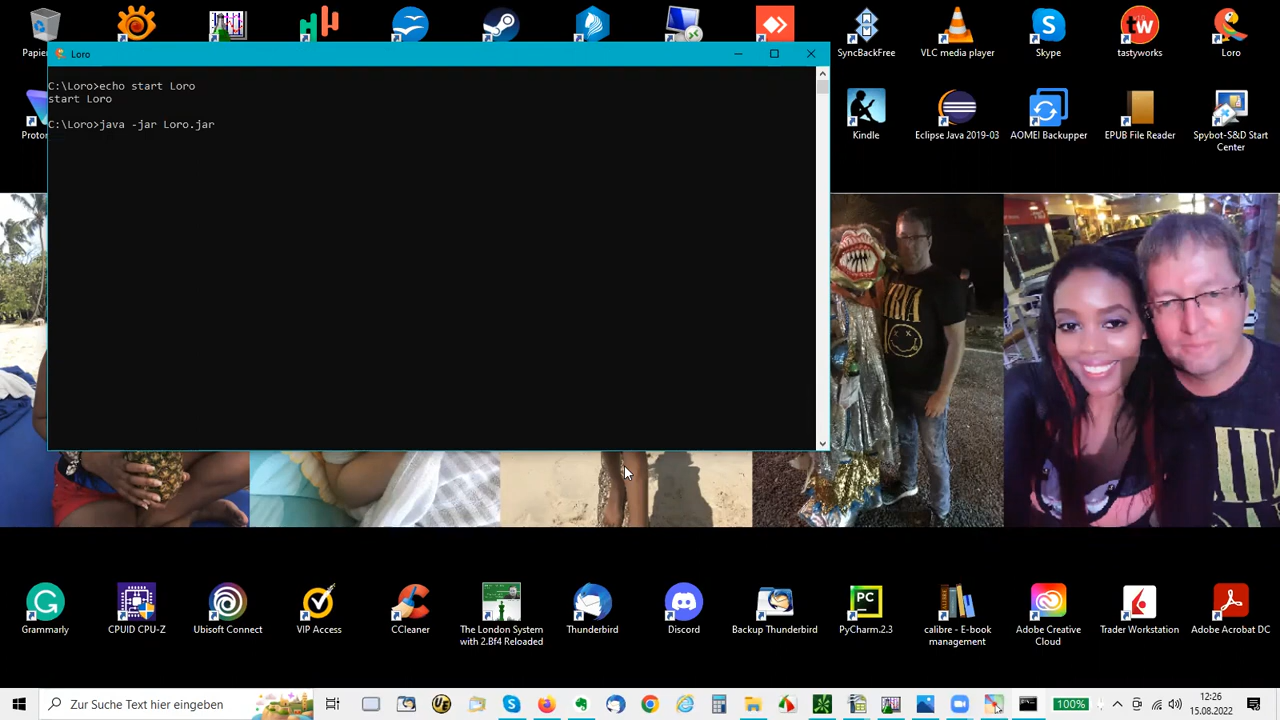 Papier
SyncBackFree
VLC media player
Skype
tw
tastyworks
Loro
Loro
C:\Loro>echo start Loro
start Loro
C:\Loro>java -jar Loro.jar
Proton
Kindle
Eclipse Java 2019-03
AOMEI Backupper
EPUB File Reader
Spybot-S&D Start
Center
Grammarly
CPUID CPU-Z
Ubisoft Connect
VIP Access
CCleaner
The London System
with 2.Bf4 Reloaded
Thunderbird
Discord
Backup Thunderbird
PC
PyCharm.2.3
calibre - E-book
management
Adobe Creative
Cloud
Trader Workstation
Adobe Acrobat DC
Zur Suche Text hier eingeben
100%
12:26
15.08.2022